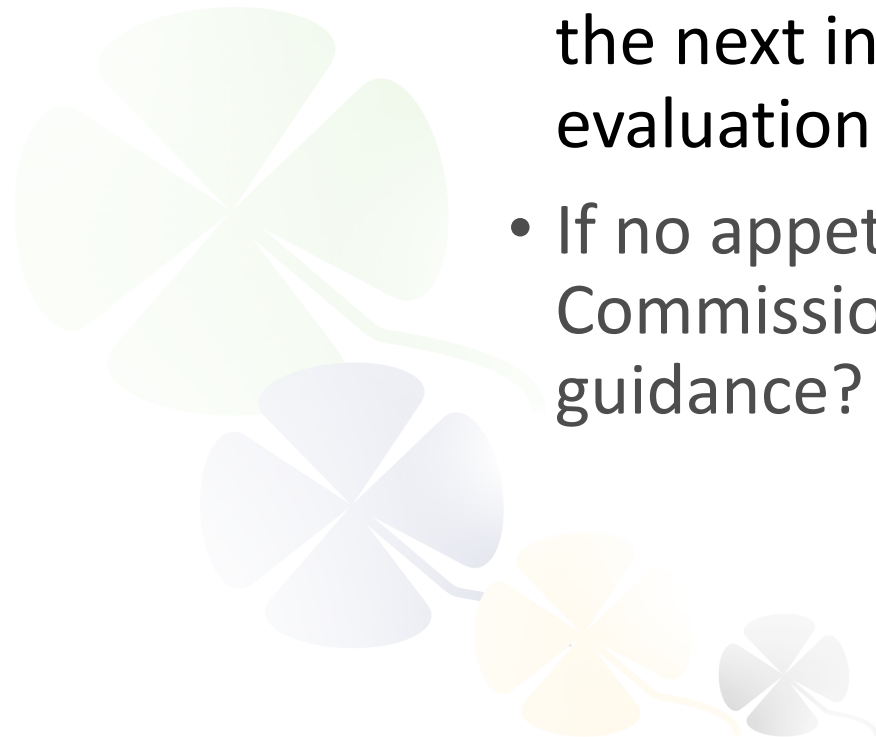 the next in
evaluation
• If no appet
Commissio
guidance?